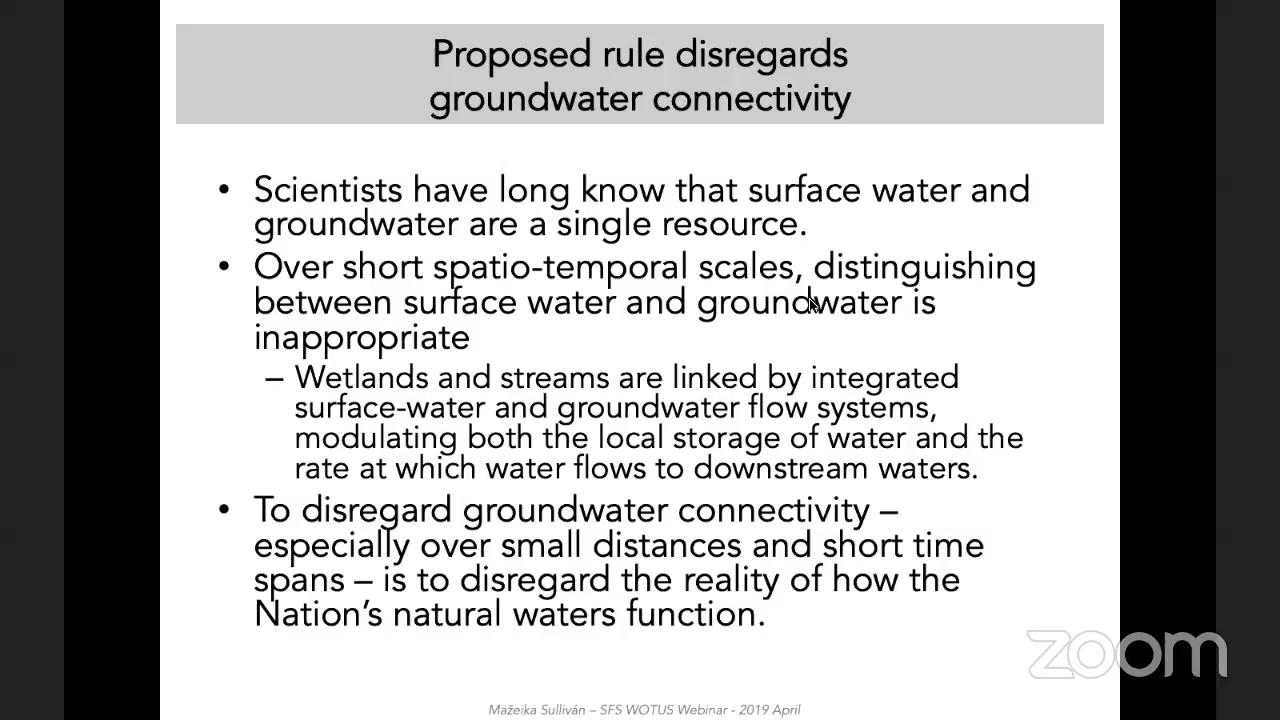 Proposed rule disregards
groundwater connectivity
• Scientists have long know that surface water and
groundwater are a single resource.
• Over short spatio-temporal scales, distinguishing
between surface water and groundwater is
inappropriate
– Wetlands and streams are linked by integrated
surface-water and groundwater flow systems,
modulating both the local storage of water and the
rate at which water flows to downstream waters.
• To disregard groundwater connectivity –
especially over small distances and short time
spans – is to disregard the reality of how the
Nation's natural waters function.
zoom
Mažeika Sulliván – SFS WOTUS Webinar - 2019 April